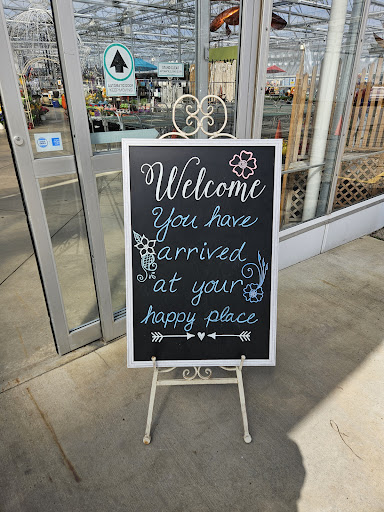 Welcome
You have
arrived
at your
happy place